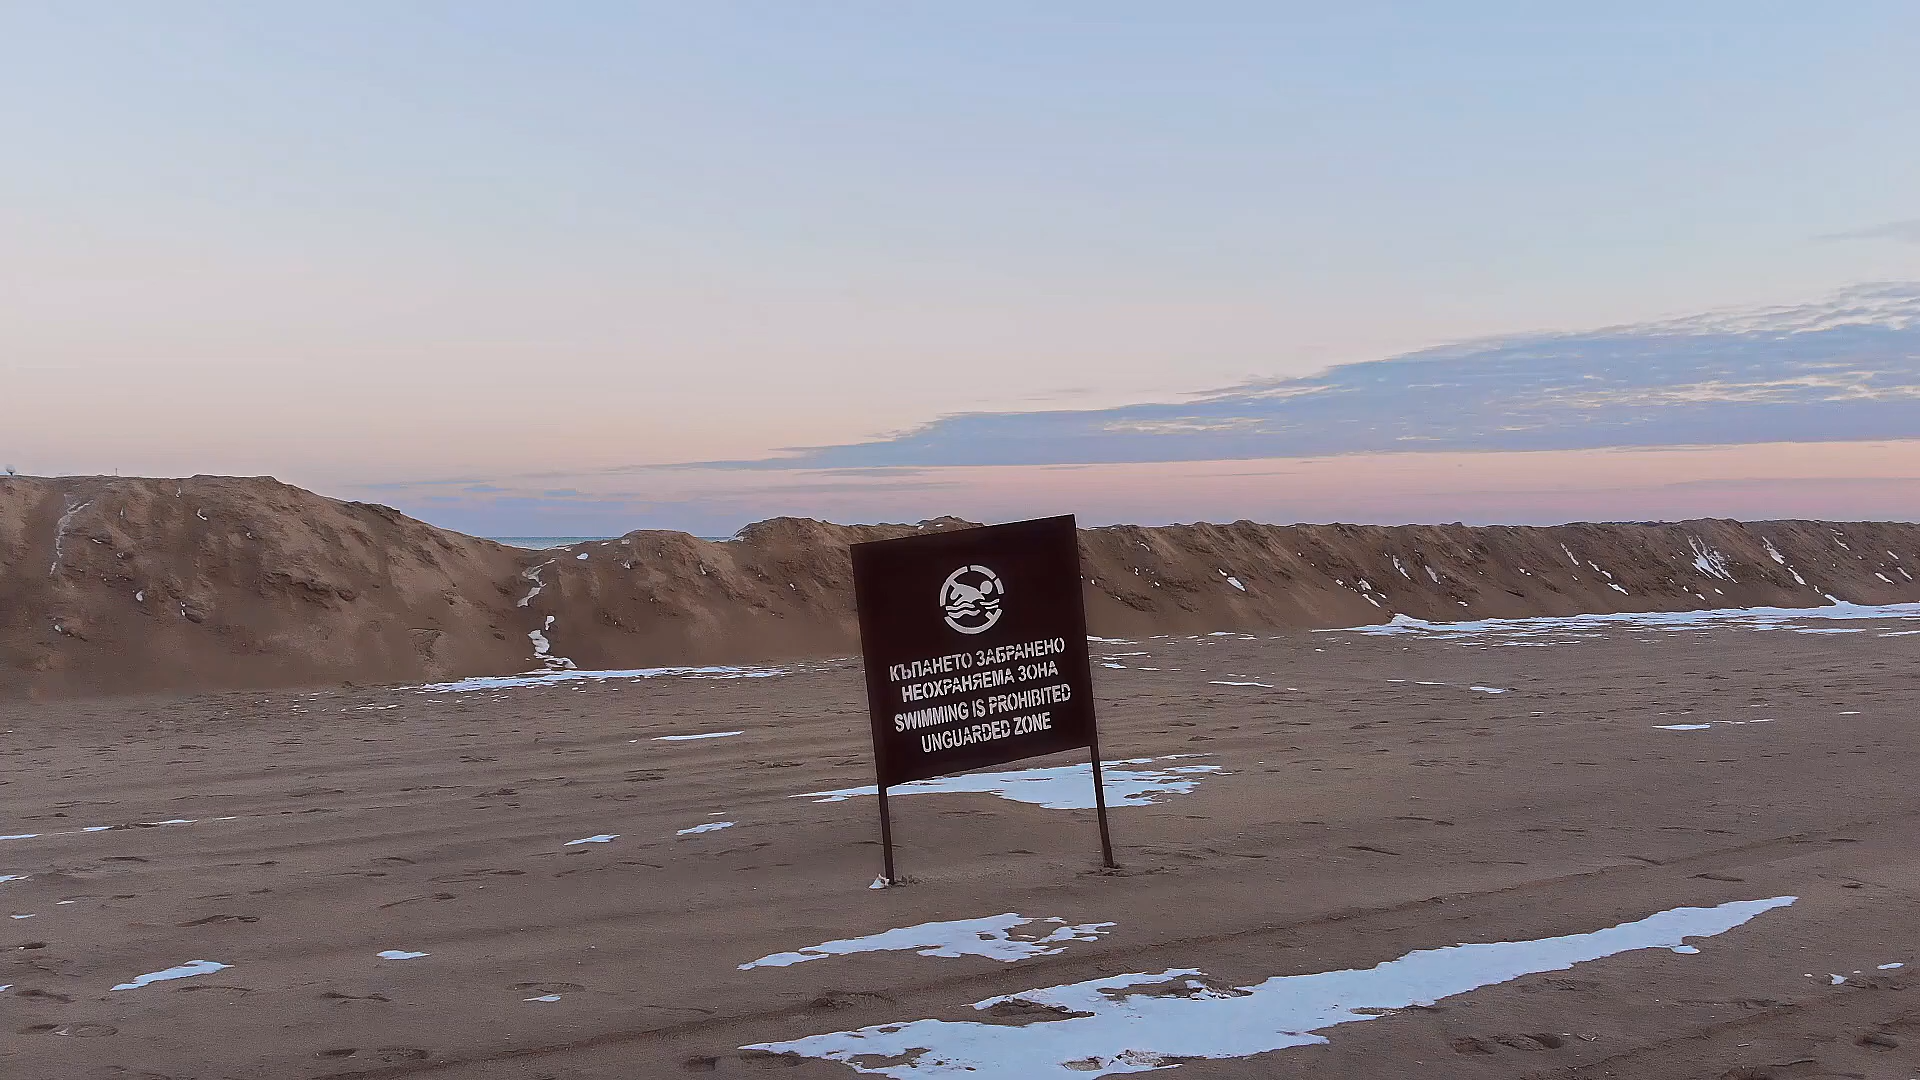 КЪПАНЕТО ЗАБРАНЕНО
НЕОХРАНЯЕМА ЗОНА
SWIMMING IS PROHIBITED
UNGUARDED ZONE